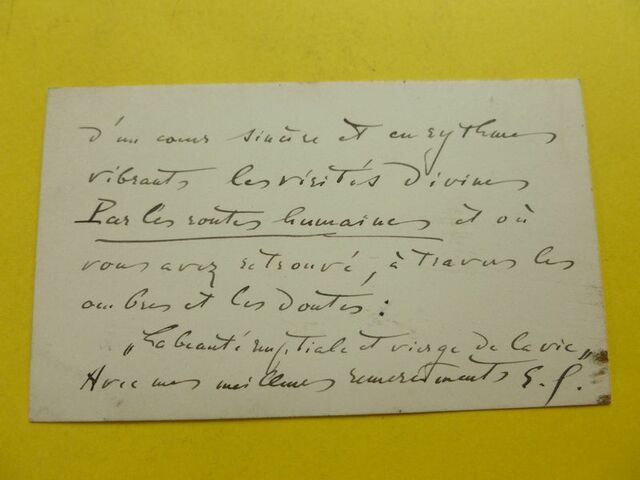 d'un cœur sincère et en rythmes
vibrants les vérités Divines
Par les routes humaines et où
vous avez retrouvé, à travers les
ombres et les doutes :
„La beauté nuptiale et vierge de la vie"
Avec mes meilleurs remerciements E. G.